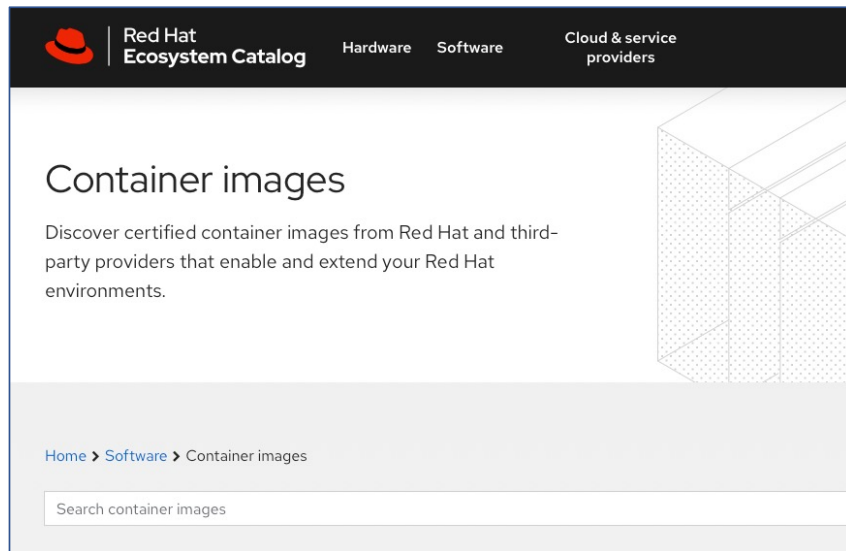 Red Hat
Ecosystem Catalog
Hardware
Software
Cloud & service
providers
Container images
Discover certified container images from Red Hat and third-
party providers that enable and extend your Red Hat
environments.
Home > Software > Container images
Search container images